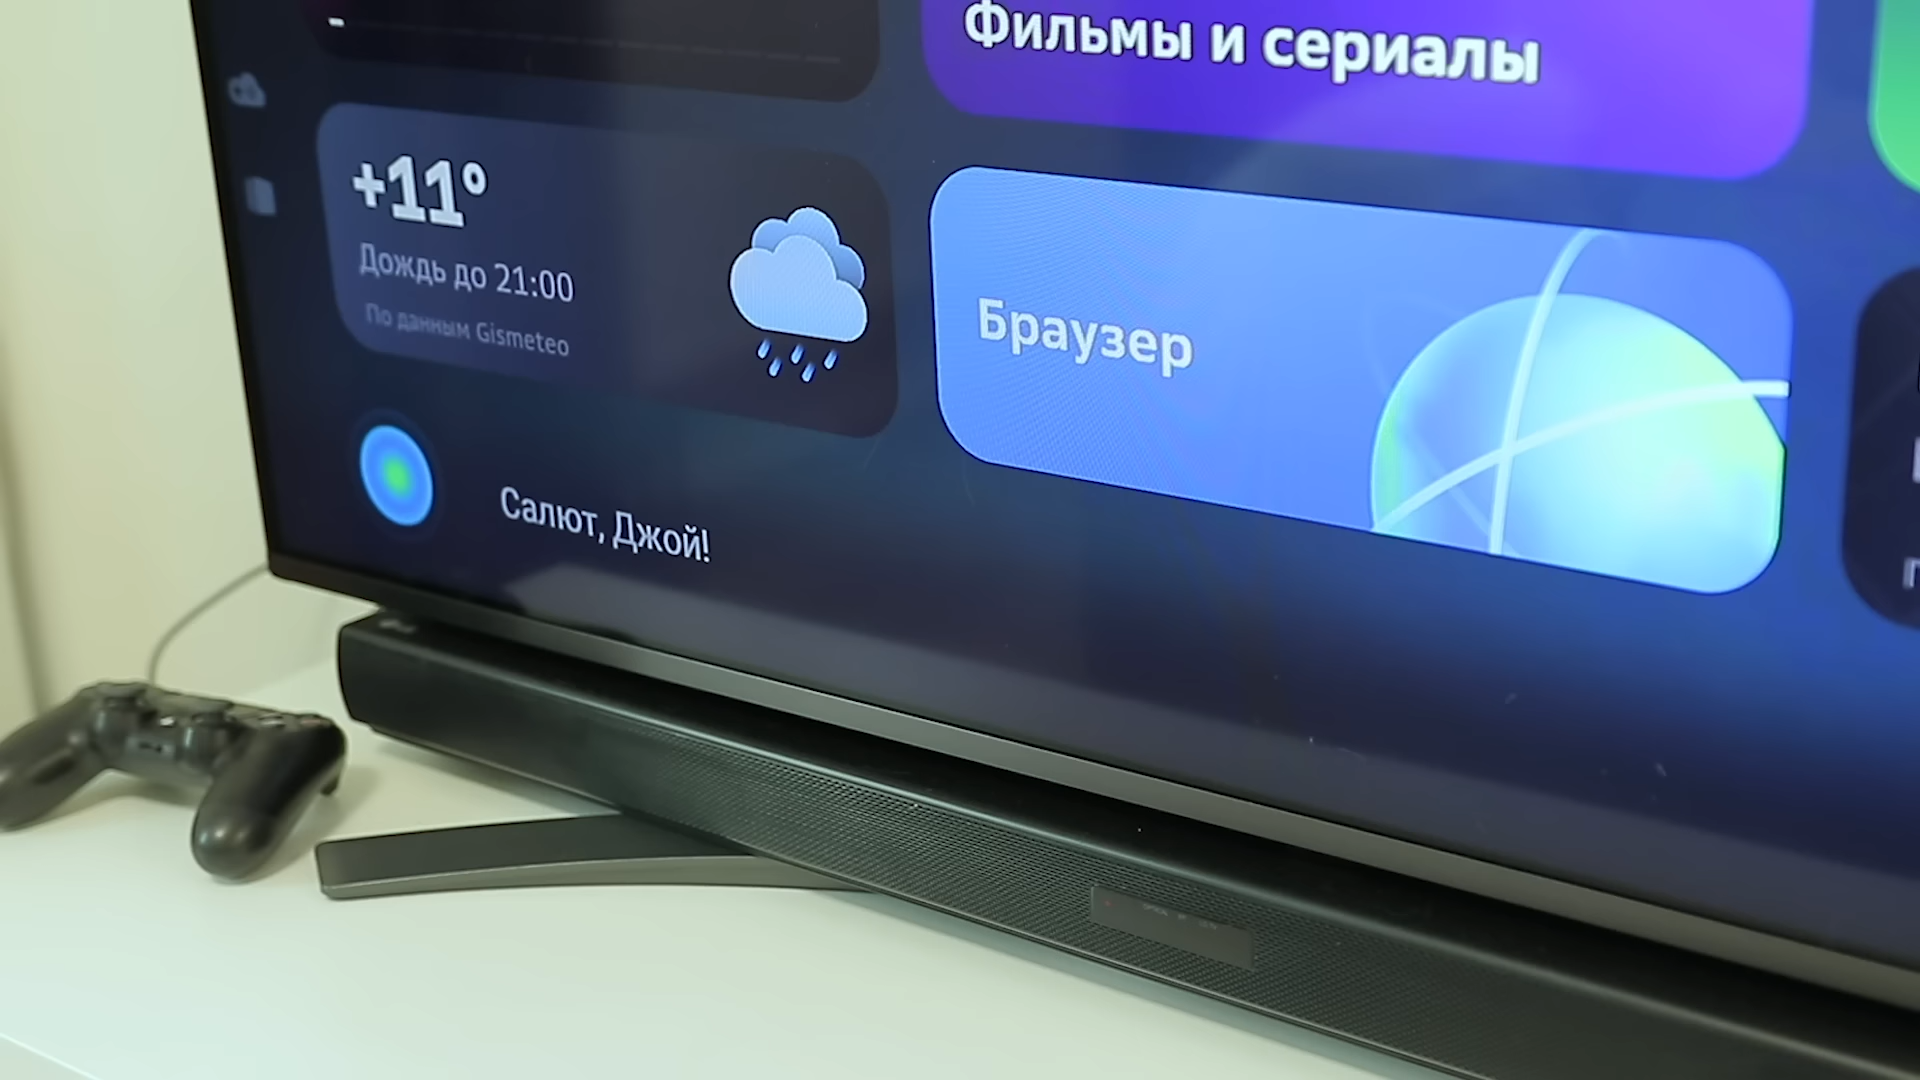 Фильмы и сериалы
+11°
Дождь до 21:00
По данным Gismeteo
Браузер
Салют, Джой!